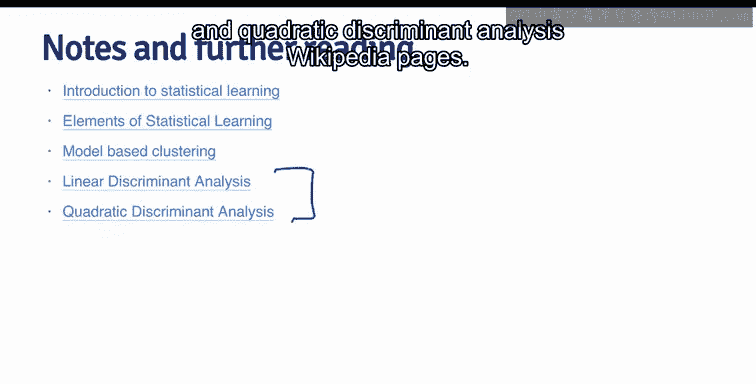 and quadratic discriminant analysis
Wikipedia pages.
Notes and further reading
Introduction to statistical learning
Elements of Statistical Learning
Model based clustering
Linear Discriminant Analysis
Quadratic Discriminant Analysis